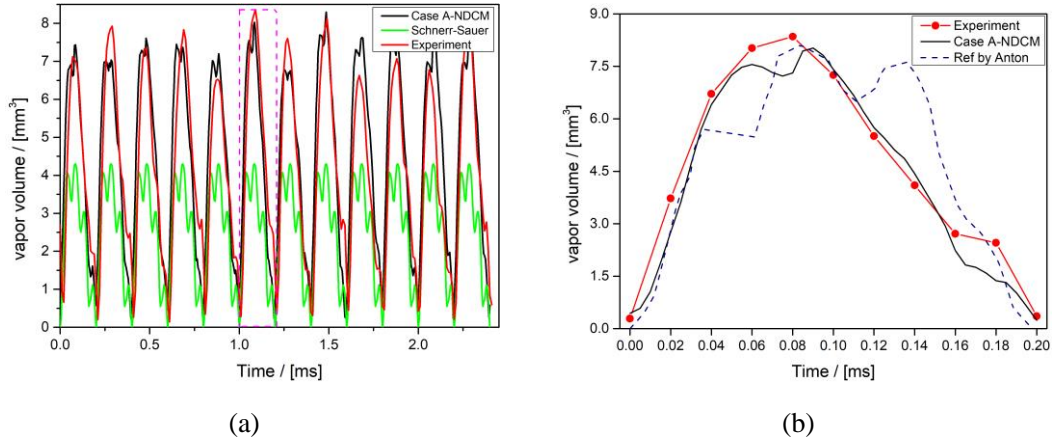 Case A-NDCM
Schnerr-Sauer
Experiment
vapor volume / [mm³]
8
7
6
5
4
3
2
1
0
0.0 0.5 1.0 1.5 2.0
Time / [ms]
(a)
Experiment
Case A-NDCM
Ref by Anton
vapor volume / [mm³]
9.0
7.5
6.0
4.5
3.0
1.5
0.0
0.00 0.02 0.04 0.06 0.08 0.10 0.12 0.14 0.16 0.18 0.20
Time / [ms]
(b)